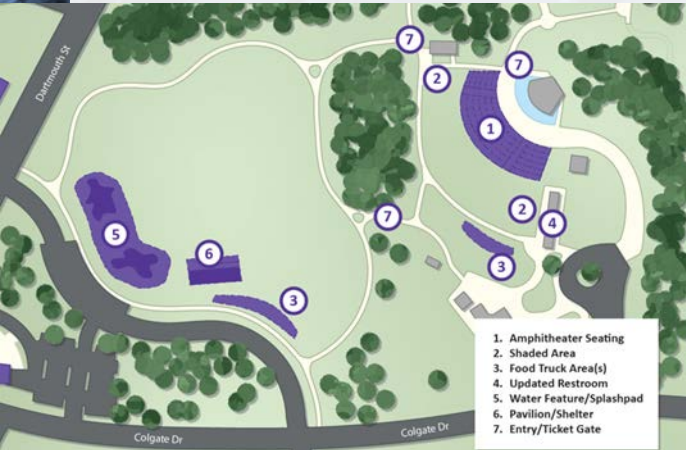 Dartmouth St
7
7
2
1
2
4
7
5
6
3
3
1. Amphitheater Seating
2. Shaded Area
3. Food Truck Area(s)
4. Updated Restroom
5. Water Feature/Splashpad
6. Pavilion/Shelter
7. Entry/Ticket Gate
Colgate Dr
Colgate Dr